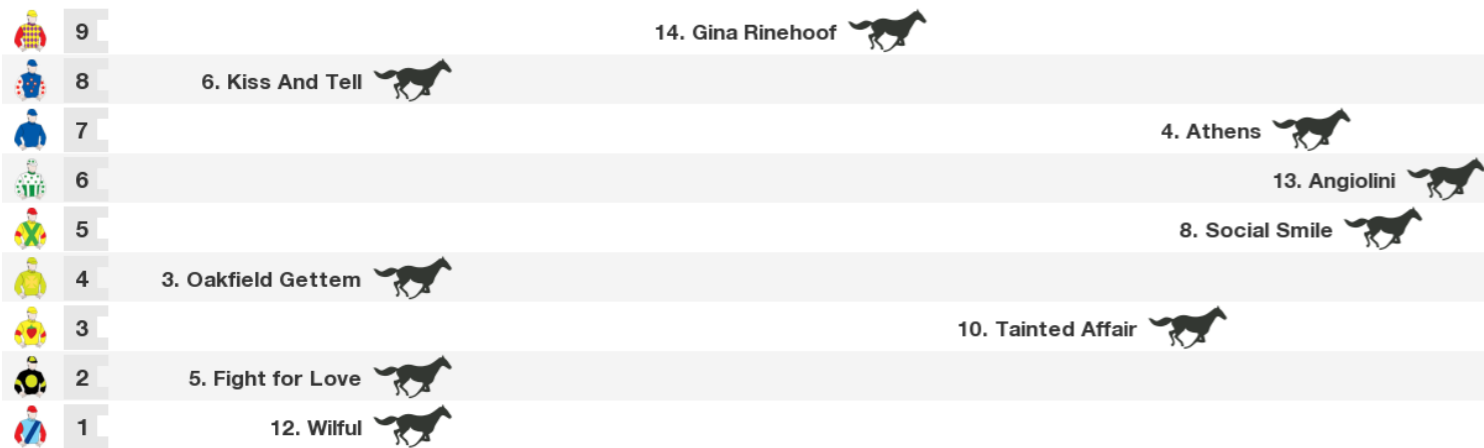 9 14. Gina Rinehoof
8 6. Kiss And Tell
7 4. Athens
6 13. Angiolini
5 8. Social Smile
4 3. Oakfield Gettem
3 10. Tainted Affair
2 5. Fight for Love
1 12. Wilful